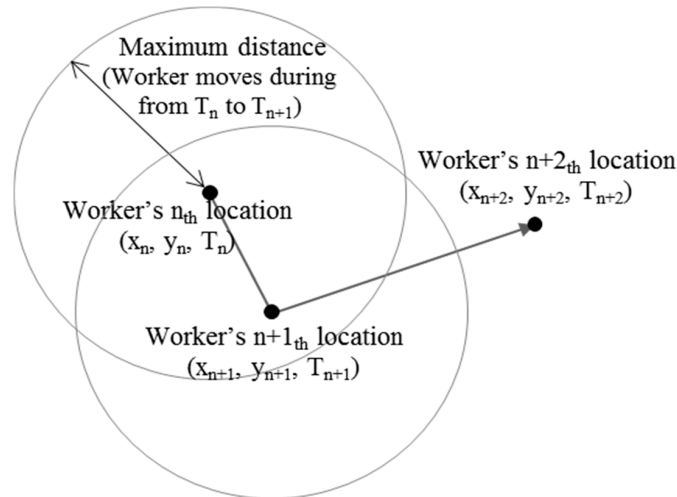 Maximum distance
(Worker moves during
from Tn to Tn+1)
Worker's n+2th location
(xn+2, yn+2, Tn+2)
Worker's nth location
(xn, yn, Tn)
Worker's n+1th location
(xn+1, yn+1, Tn+1)